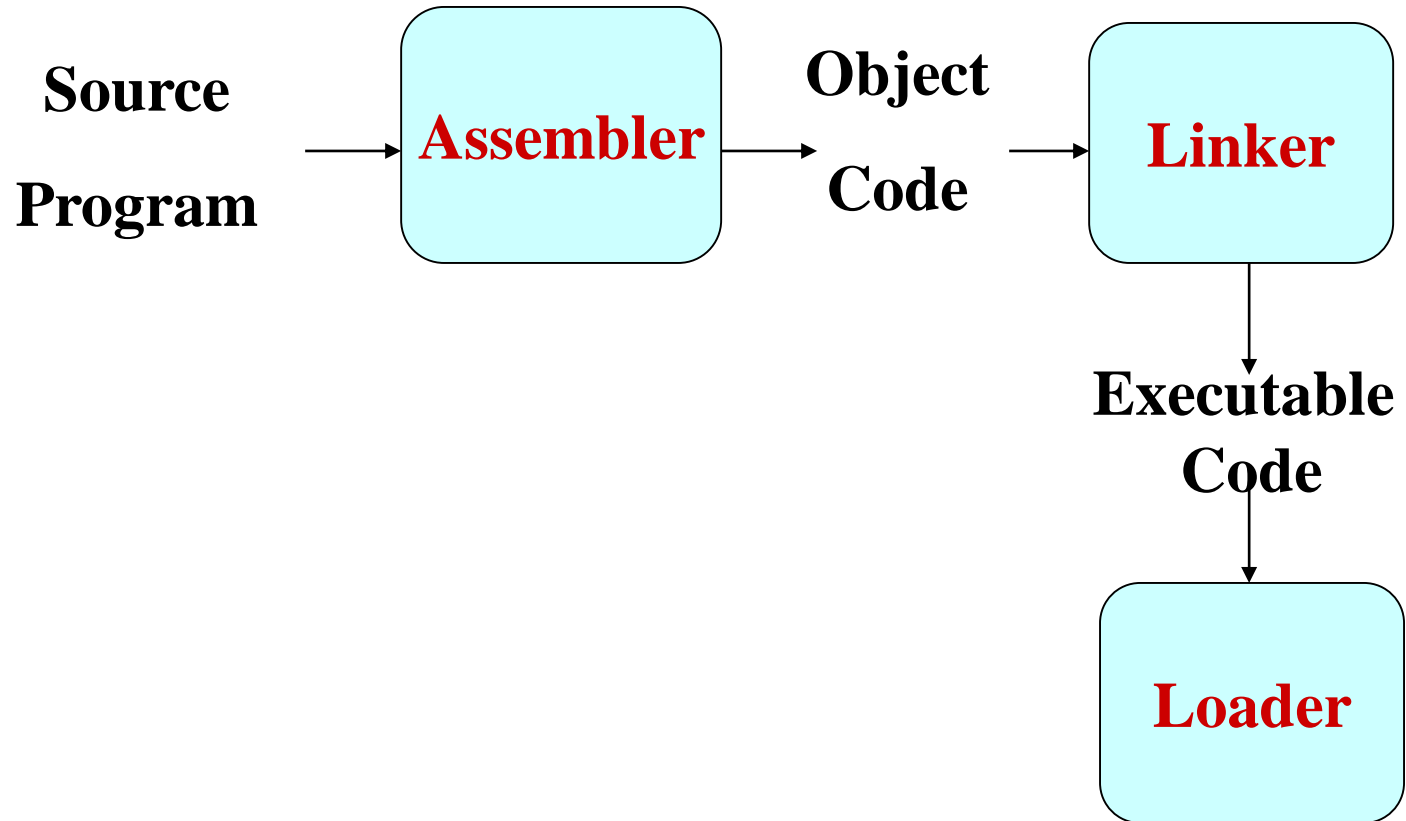 Source
Program
Assembler
Object
Code
Linker
Executable
Code
Loader